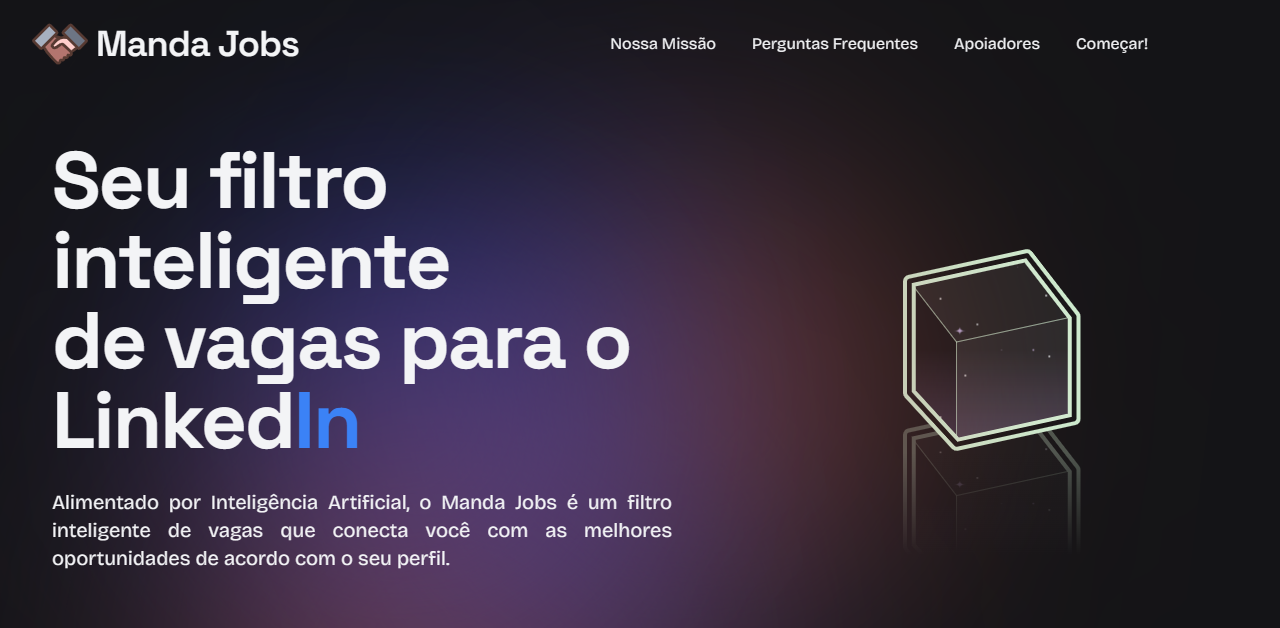 Manda Jobs
Nossa Missão
Perguntas Frequentes
Apoiadores
Começar!
Seu filtro
inteligente
de vagas para o
LinkedIn
Alimentado por Inteligência Artificial, o Manda Jobs é um filtro
inteligente de vagas que conecta você com as melhores
oportunidades de acordo com o seu perfil.